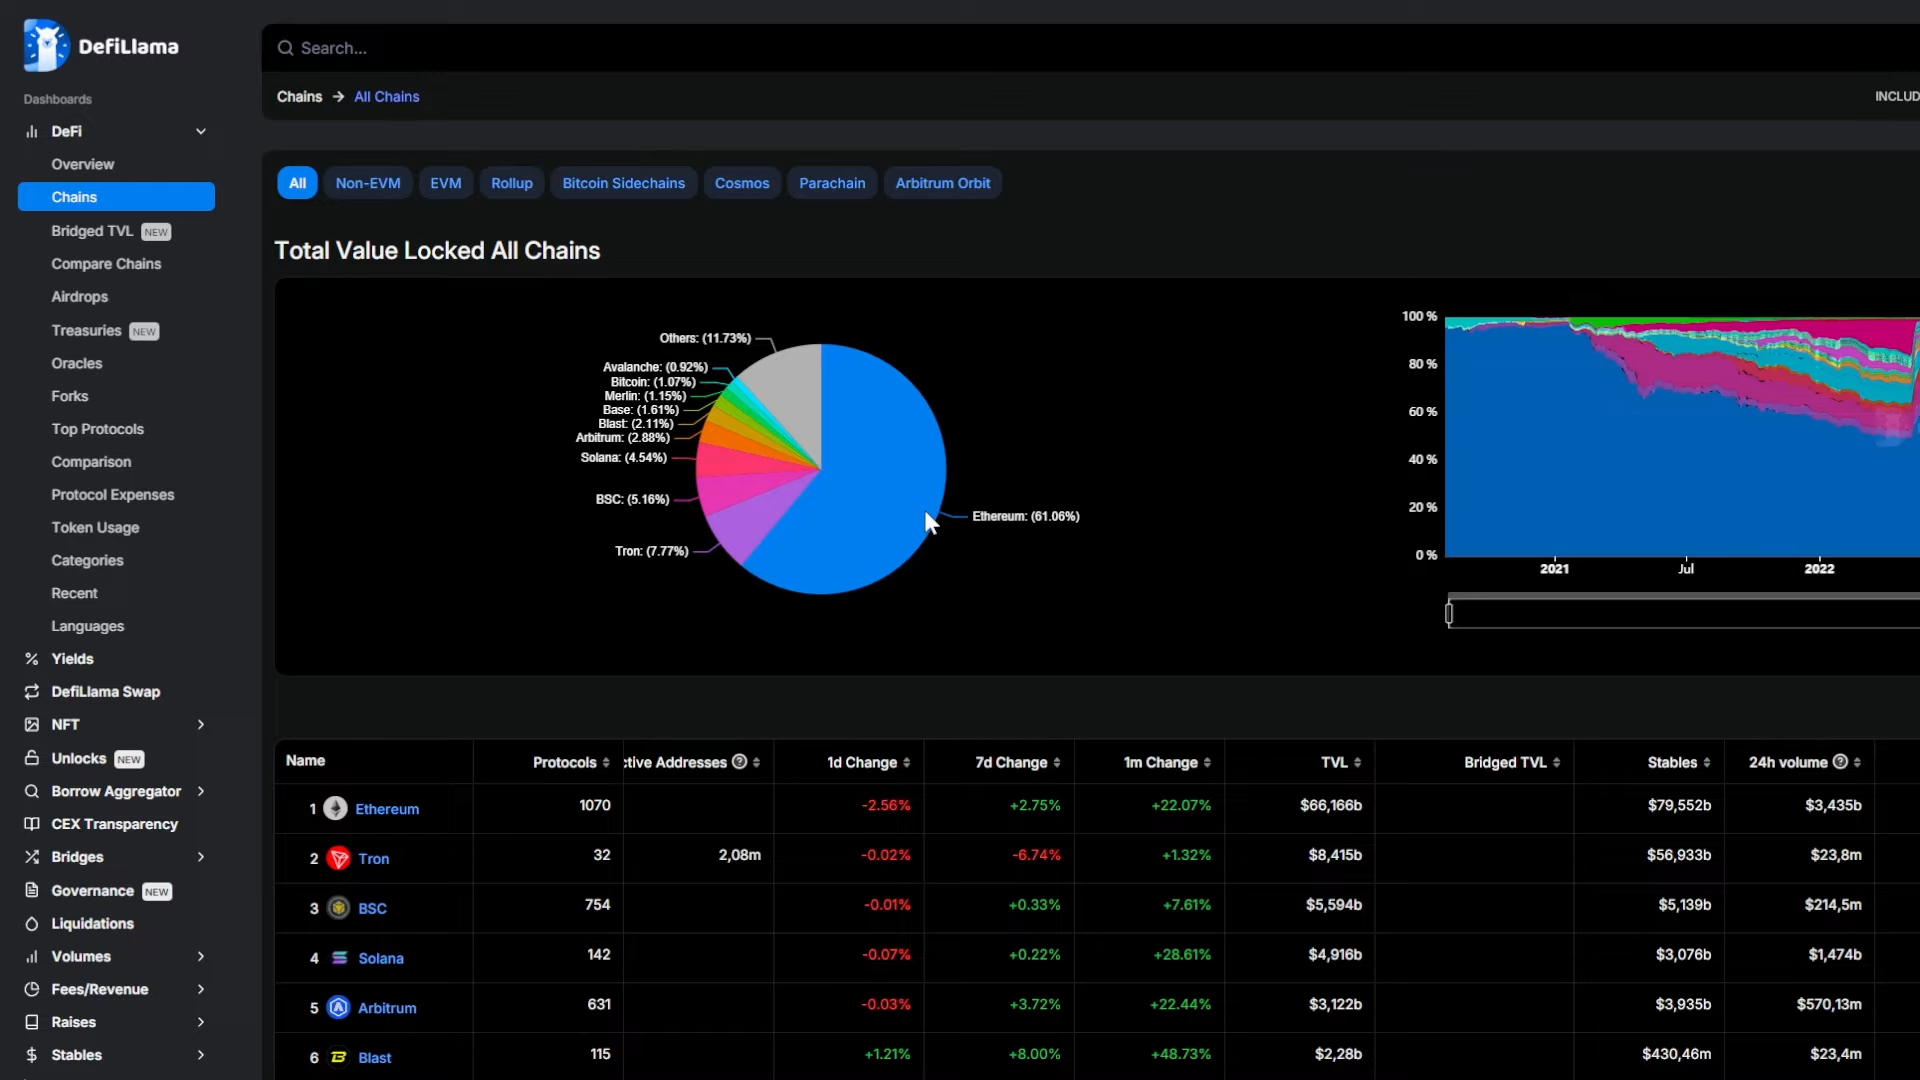 DefiLlama
Search...
Dashboards
Chains → All Chains
INCLUD
DeFi
Overview
Chains
Bridged TVL NEW
Compare Chains
Airdrops
Treasuries NEW
Oracles
Forks
Top Protocols
Comparison
Protocol Expenses
Token Usage
Categories
Recent
Languages
Yields
DefiLlama Swap
NFT
Unlocks NEW
Borrow Aggregator
CEX Transparency
Bridges
Governance NEW
Liquidations
Volumes
Fees/Revenue
Raises
Stables
All Non-EVM EVM Rollup Bitcoin Sidechains Cosmos Parachain Arbitrum Orbit
Total Value Locked All Chains
Others: (11.73%)
Avalanche: (0.92%)
Bitcoin: (1.07%)
Merlin: (1.15%)
Base: (1.61%)
Blast: (2.11%)
Arbitrum: (2.88%)
Solana: (4.54%)
BSC: (5.16%)
Tron: (7.77%)
Ethereum: (61.06%)
100 %
80 %
60 %
40 %
20 %
0 %
2021 Jul 2022
Name Protocols ctive Addresses 1d Change 7d Change 1m Change TVL Bridged TVL Stables 24h volume
1 Ethereum 1070 -2.56% +2.75% +22.07% $66,166b $79,552b $3,435b
2 Tron 32 2,08m -0.02% -6.74% +1.32% $8,415b $56,933b $23,8m
3 BSC 754 -0.01% +0.33% +7.61% $5,594b $5,139b $214,5m
4 Solana 142 -0.07% +0.22% +28.61% $4,916b $3,076b $1,474b
5 Arbitrum 631 -0.03% +3.72% +22.44% $3,122b $3,935b $570,13m
6 Blast 115 +1.21% +8.00% +48.73% $2,28b $430,46m $23,4m